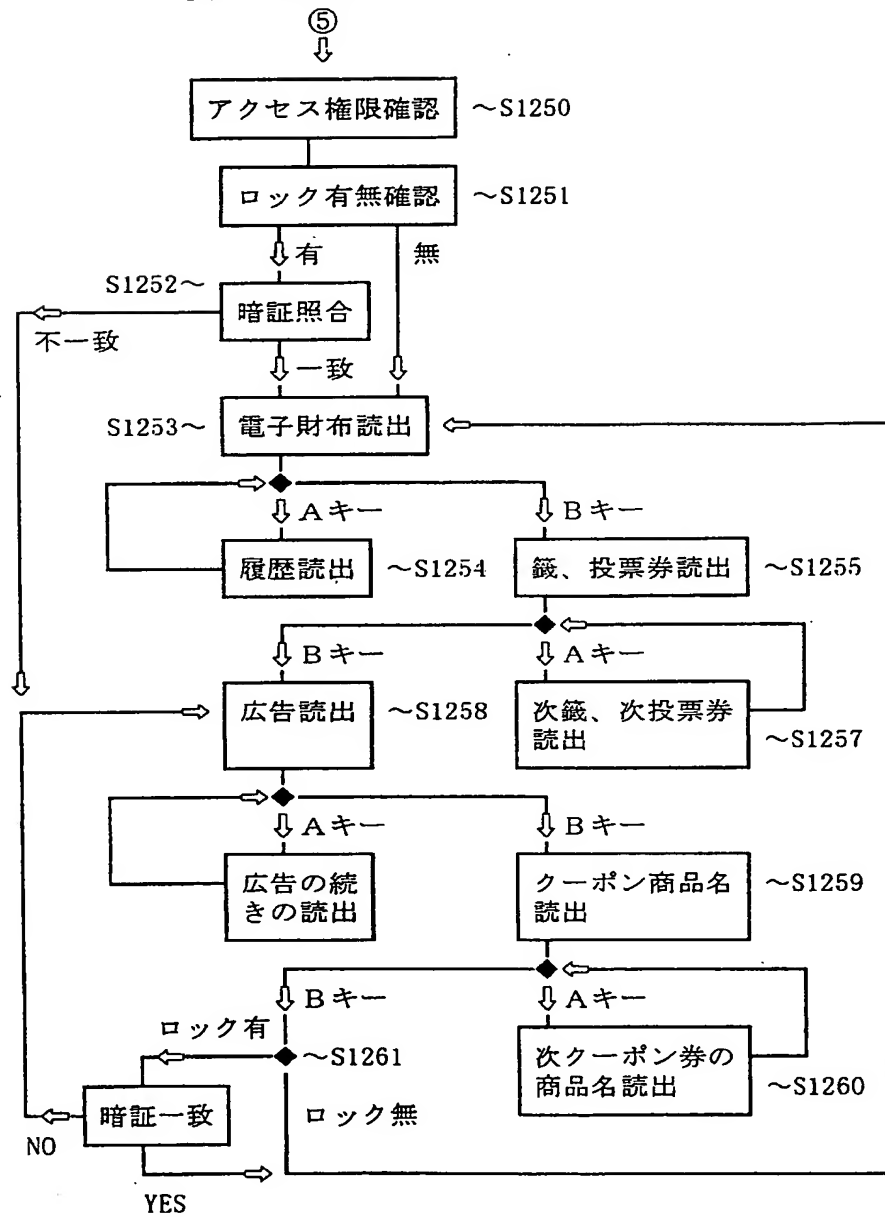 ⑤
アクセス権限確認 ～S1250
ロック有無確認 ～S1251
有 無
S1252～
暗証照合
不一致
一致
S1253～ 電子財布読出
Aキー Bキー
履歴読出 ～S1254 籤、投票券読出 ～S1255
Bキー Aキー
広告読出 ～S1258 次籤、次投票券
読出 ～S1257
Aキー Bキー
広告の続
きの読出
クーポン商品名
読出
～S1259
Bキー Aキー
ロック有
～S1261
次クーポン券の
商品名読出 ～S1260
暗証一致 ロック無
NO
YES